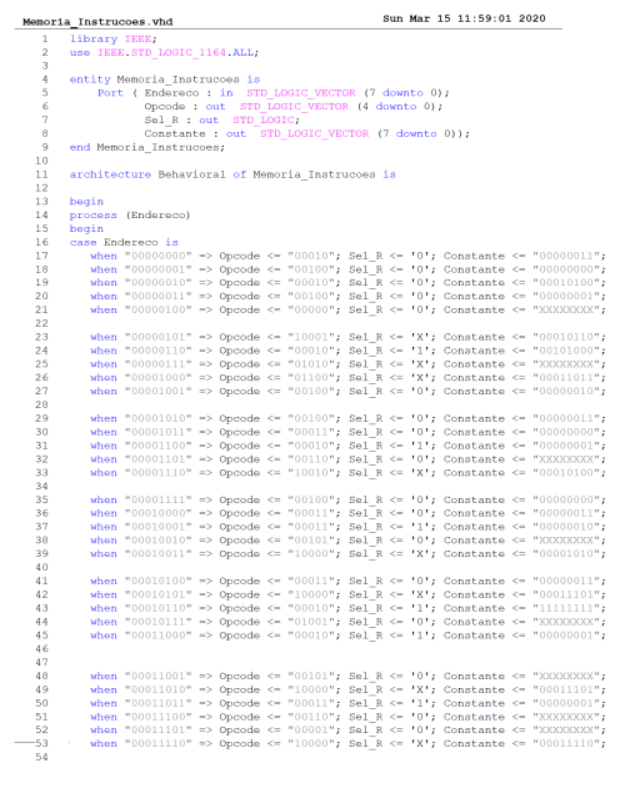 Memoria_Instrucoes.vhd Sun Mar 15 11:59:01 2020
1 library IEEE;
2 use IEEE.STD_LOGIC_1164.ALL;
3
4 entity Memoria_Instrucoes is
5 Port ( Endereco : in STD_LOGIC_VECTOR (7 downto 0);
6 Opcode : out STD_LOGIC_VECTOR (4 downto 0);
7 Sel_R : out STD_LOGIC;
8 Constante : out STD_LOGIC_VECTOR (7 downto 0));
9 end Memoria_Instrucoes;
10
11 architecture Behavioral of Memoria_Instrucoes is
12
13 begin
14 process (Endereco)
15 begin
16 case Endereco is
17 when "00000000" => Opcode <= "00010"; Sel_R <= '0'; Constante <= "00000011";
18 when "00000001" => Opcode <= "00100"; Sel_R <= '0'; Constante <= "00000000";
19 when "00000010" => Opcode <= "00010"; Sel_R <= '0'; Constante <= "00010100";
20 when "00000011" => Opcode <= "00100"; Sel_R <= '0'; Constante <= "00000001";
21 when "00000100" => Opcode <= "00000"; Sel_R <= '0'; Constante <= "XXXXXXXX";
22
23 when "00000101" => Opcode <= "10001"; Sel_R <= 'X'; Constante <= "00010110";
24 when "00000110" => Opcode <= "00010"; Sel_R <= '1'; Constante <= "00101000";
25 when "00000111" => Opcode <= "01010"; Sel_R <= 'X'; Constante <= "XXXXXXXX";
26 when "00001000" => Opcode <= "01100"; Sel_R <= 'X'; Constante <= "00011011";
27 when "00001001" => Opcode <= "00100"; Sel_R <= '0'; Constante <= "00000010";
28
29 when "00001010" => Opcode <= "00100"; Sel_R <= '0'; Constante <= "00000011";
30 when "00001011" => Opcode <= "00011"; Sel_R <= '0'; Constante <= "00000000";
31 when "00001100" => Opcode <= "00010"; Sel_R <= '1'; Constante <= "00000001";
32 when "00001101" => Opcode <= "00110"; Sel_R <= '0'; Constante <= "XXXXXXXX";
33 when "00001110" => Opcode <= "10010"; Sel_R <= 'X'; Constante <= "00010100";
34
35 when "00001111" => Opcode <= "00100"; Sel_R <= '0'; Constante <= "00000000";
36 when "00010000" => Opcode <= "00011"; Sel_R <= '0'; Constante <= "00000011";
37 when "00010001" => Opcode <= "00011"; Sel_R <= '1'; Constante <= "00000010";
38 when "00010010" => Opcode <= "00101"; Sel_R <= '0'; Constante <= "XXXXXXXX";
39 when "00010011" => Opcode <= "10000"; Sel_R <= 'X'; Constante <= "00001010";
40
41 when "00010100" => Opcode <= "00011"; Sel_R <= '0'; Constante <= "00000011";
42 when "00010101" => Opcode <= "10000"; Sel_R <= 'X'; Constante <= "00011101";
43 when "00010110" => Opcode <= "00010"; Sel_R <= '1'; Constante <= "11111111";
44 when "00010111" => Opcode <= "01001"; Sel_R <= '0'; Constante <= "XXXXXXXX";
45 when "00011000" => Opcode <= "00010"; Sel_R <= '1'; Constante <= "00000001";
46
47
48 when "00011001" => Opcode <= "00101"; Sel_R <= '0'; Constante <= "XXXXXXXX";
49 when "00011010" => Opcode <= "10000"; Sel_R <= 'X'; Constante <= "00011101";
50 when "00011011" => Opcode <= "00011"; Sel_R <= '1'; Constante <= "00000001";
51 when "00011100" => Opcode <= "00110"; Sel_R <= '0'; Constante <= "XXXXXXXX";
52 when "00011101" => Opcode <= "00001"; Sel_R <= '0'; Constante <= "XXXXXXXX";
53 when "00011110" => Opcode <= "10000"; Sel_R <= 'X'; Constante <= "00011110";
54